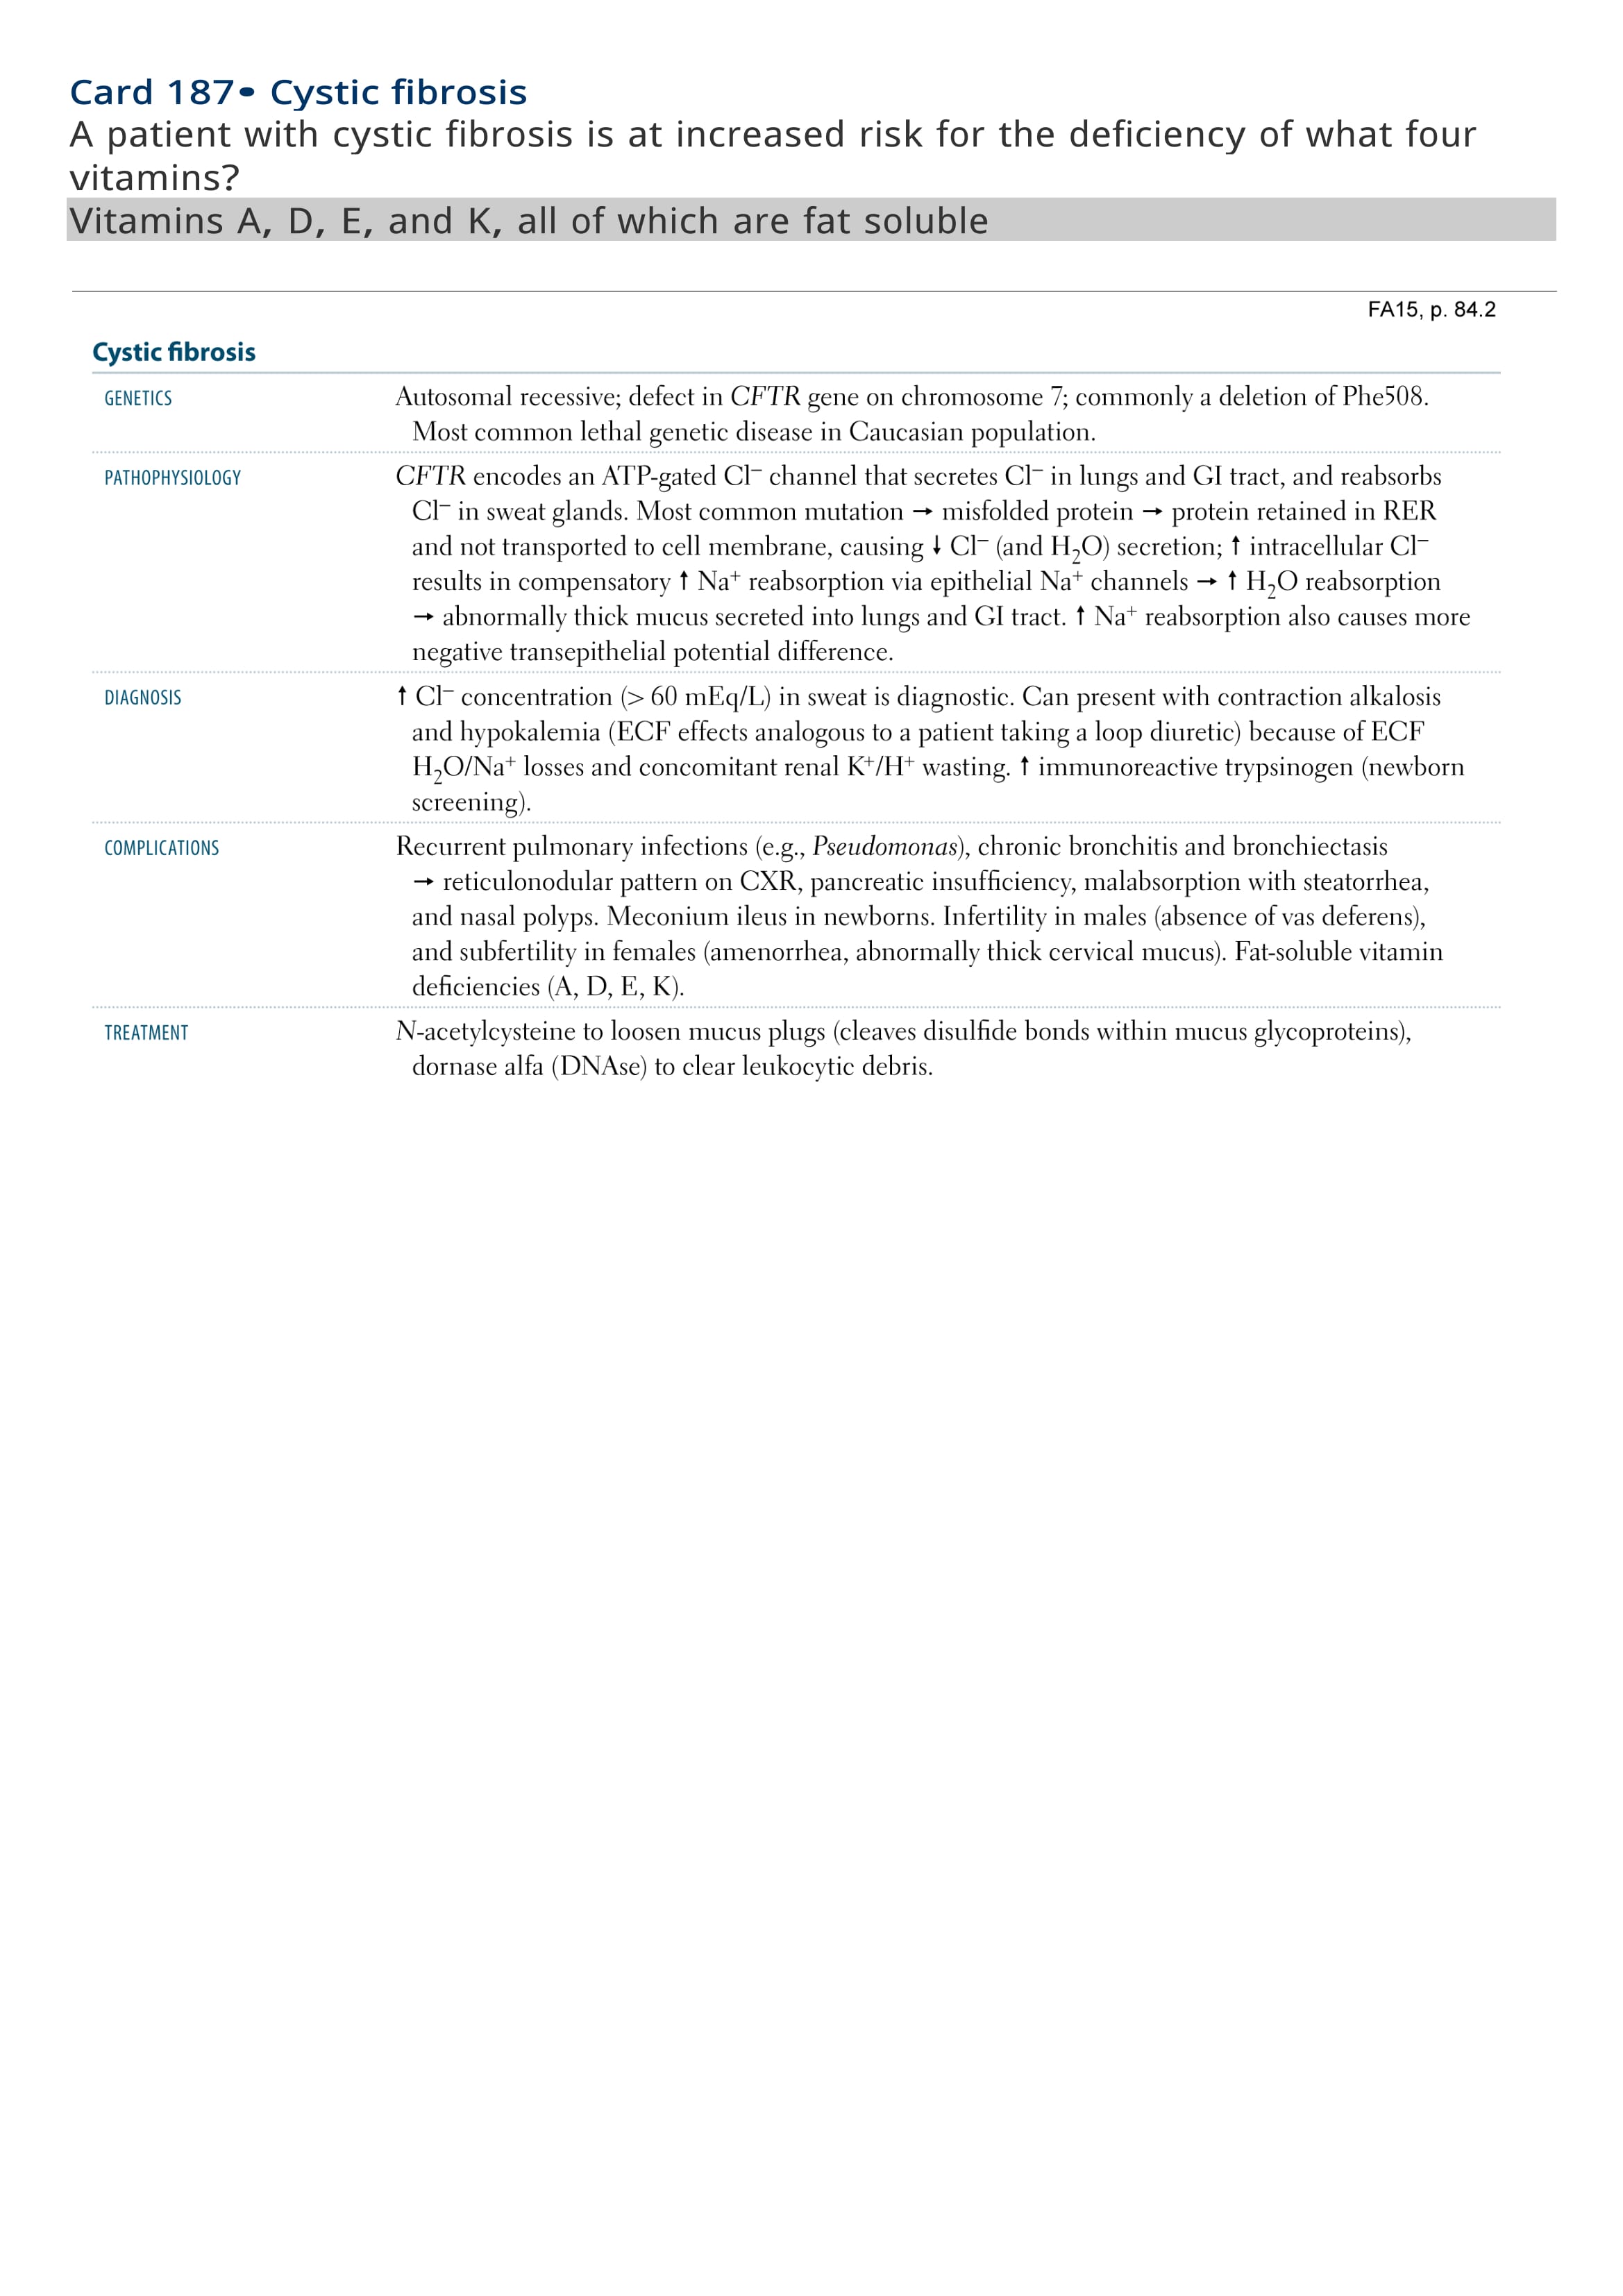 Card 187• Cystic fibrosis
A patient with cystic fibrosis is at increased risk for the deficiency of what four
vitamins?
Vitamins A, D, E, and K, all of which are fat soluble
FA15, p. 84.2
Cystic fibrosis
GENETICS
Autosomal recessive; defect in CFTR gene on chromosome 7; commonly a deletion of Phe508.
Most common lethal genetic disease in Caucasian population.
PATHOPHYSIOLOGY
CFTR encodes an ATP-gated Cl⁻ channel that secretes Cl⁻ in lungs and GI tract, and reabsorbs
Cl⁻ in sweat glands. Most common mutation → misfolded protein → protein retained in RER
and not transported to cell membrane, causing ↓ Cl⁻ (and H₂O) secretion; ↑ intracellular Cl⁻
results in compensatory ↑ Na⁺ reabsorption via epithelial Na⁺ channels → ↑ H₂O reabsorption
→ abnormally thick mucus secreted into lungs and GI tract. ↑ Na⁺ reabsorption also causes more
negative transepithelial potential difference.
DIAGNOSIS
↑ Cl⁻ concentration (> 60 mEq/L) in sweat is diagnostic. Can present with contraction alkalosis
and hypokalemia (ECF effects analogous to a patient taking a loop diuretic) because of ECF
H₂O/Na⁺ losses and concomitant renal K⁺/H⁺ wasting. ↑ immunoreactive trypsinogen (newborn
screening).
COMPLICATIONS
Recurrent pulmonary infections (e.g., Pseudomonas), chronic bronchitis and bronchiectasis
→ reticulonodular pattern on CXR, pancreatic insufficiency, malabsorption with steatorrhea,
and nasal polyps. Meconium ileus in newborns. Infertility in males (absence of vas deferens),
and subfertility in females (amenorrhea, abnormally thick cervical mucus). Fat-soluble vitamin
deficiencies (A, D, E, K).
TREATMENT
N-acetylcysteine to loosen mucus plugs (cleaves disulfide bonds within mucus glycoproteins),
dornase alfa (DNAse) to clear leukocytic debris.